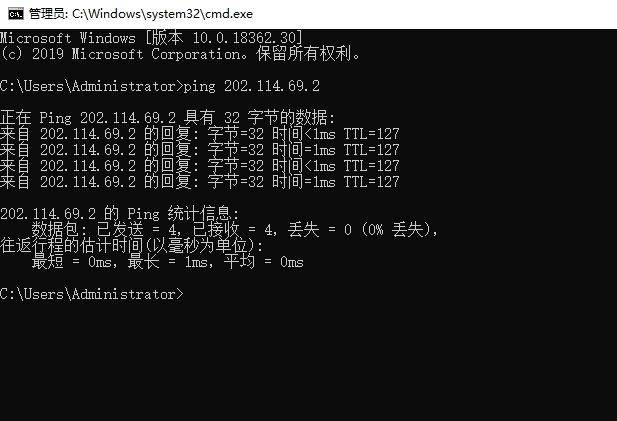 管理员: C:\Windows\system32\cmd.exe
Microsoft Windows [版本 10.0.18362.30]
(c) 2019 Microsoft Corporation。保留所有权利。
C:\Users\Administrator>ping 202.114.69.2
正在 Ping 202.114.69.2 具有 32 字节的数据:
来自 202.114.69.2 的回复: 字节=32 时间<1ms TTL=127
来自 202.114.69.2 的回复: 字节=32 时间=1ms TTL=127
来自 202.114.69.2 的回复: 字节=32 时间<1ms TTL=127
来自 202.114.69.2 的回复: 字节=32 时间=1ms TTL=127
202.114.69.2 的 Ping 统计信息:
数据包: 已发送 = 4，已接收 = 4，丢失 = 0 (0% 丢失)，
往返行程的估计时间(以毫秒为单位):
最短 = 0ms，最长 = 1ms，平均 = 0ms
C:\Users\Administrator>